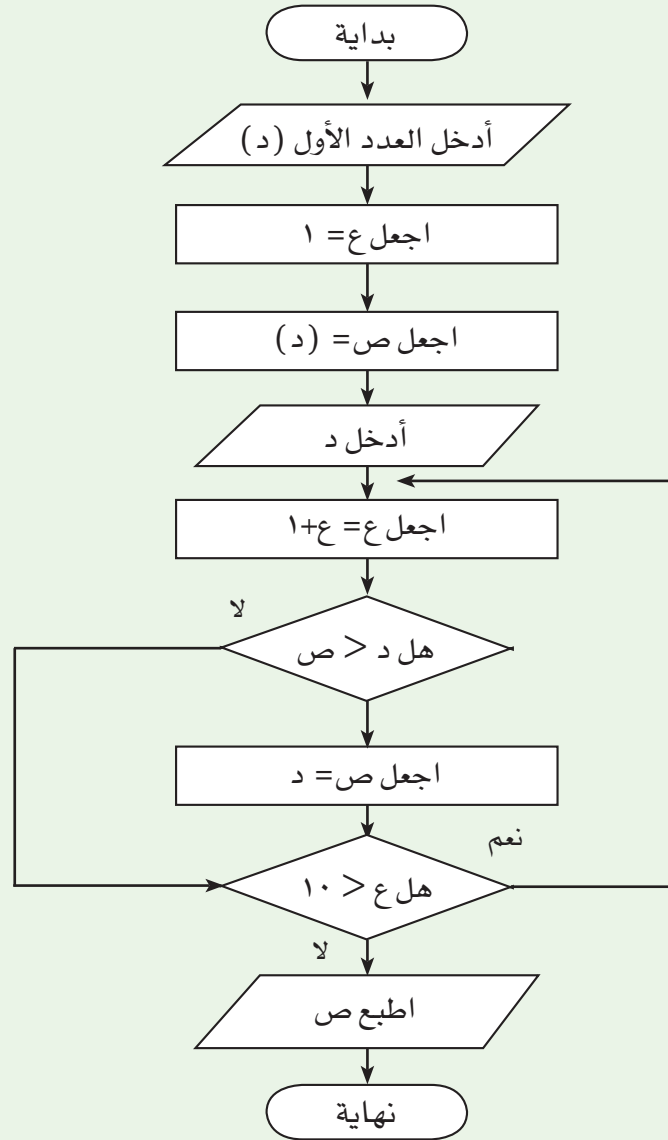 بداية
أدخل العدد الأول (د)
اجعل ع= ١
اجعل ص= (د)
أدخل د
اجعل ع= ع+١
لا
هل د > ص
اجعل ص= د
نعم
هل ع > ١٠
لا
اطبع ص
نهاية